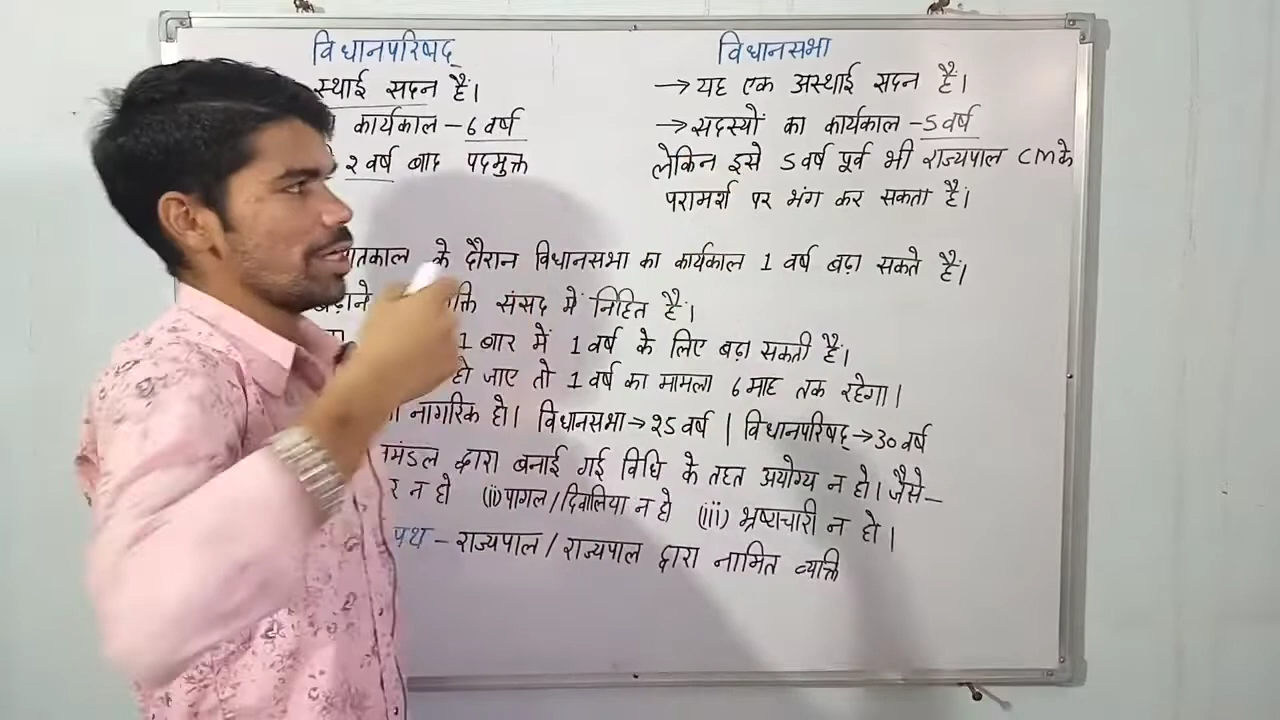 विधानपरिषद्
स्थाई सदन है।
कार्यकाल – 6 वर्ष
२ वर्ष बाद पदमुक्त
विधानसभा
→ यह एक अस्थाई सदन है।
→ सदस्यों का कार्यकाल – 5 वर्ष
लेकिन इसे 5 वर्ष पूर्व भी राज्यपाल CM के
परामर्श पर भंग कर सकता है।
के दौरान विधानसभा का कार्यकाल 1 वर्ष बढ़ा सकते हैं।
संसद में निहित है।
1 बार में 1 वर्ष के लिए बढ़ा सकती है।
हो जाए तो 1 वर्ष का मामला 6 माह तक रहेगा।
नागरिक हो। विधानसभा → २5 वर्ष | विधानपरिषद् → 30 वर्ष
द्वारा बनाई गई विधि के तहत अयोग्य न हो। जैसे –
न हो (ii) पागल / दिवालिया न हो (iii) भ्रष्टाचारी न हो।
– राज्यपाल / राज्यपाल द्वारा नामित व्यक्ति